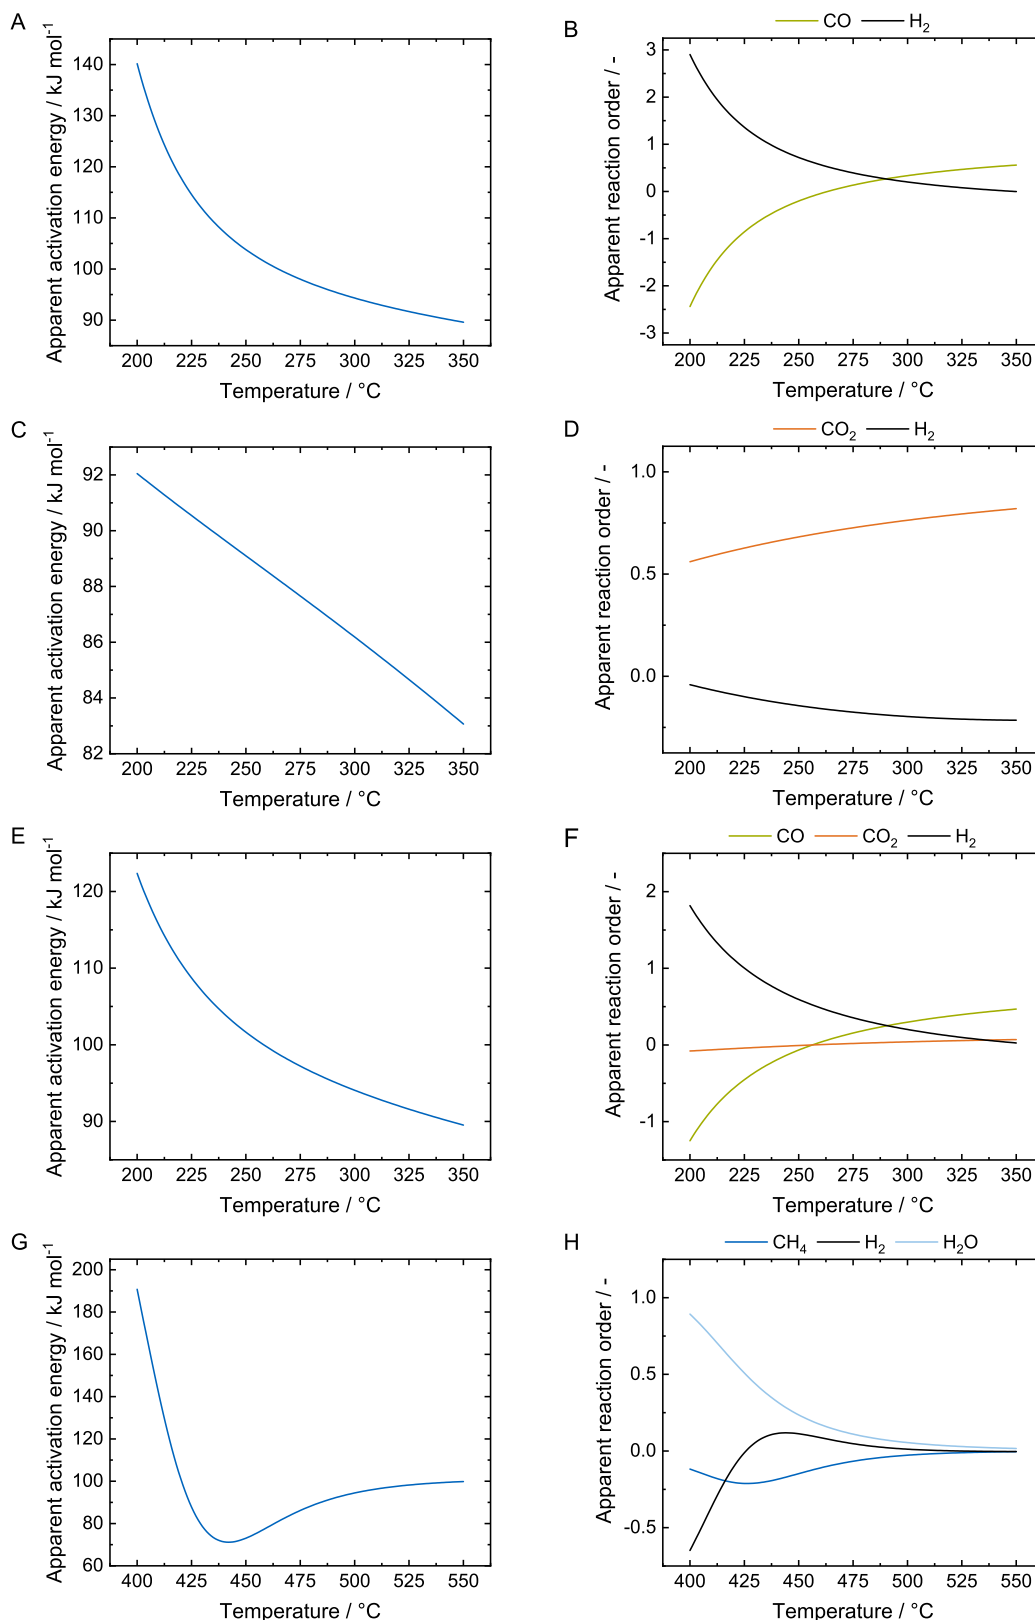 A
Apparent activation energy / kJ mol⁻¹
140
130
120
110
100
90
200 225 250 275 300 325 350
Temperature / °C
B
CO H₂
Apparent reaction order / -
3
2
1
0
-1
-2
-3
200 225 250 275 300 325 350
Temperature / °C
C
Apparent activation energy / kJ mol⁻¹
92
90
88
86
84
82
200 225 250 275 300 325 350
Temperature / °C
D
CO₂ H₂
Apparent reaction order / -
1.0
0.5
0.0
200 225 250 275 300 325 350
Temperature / °C
E
Apparent activation energy / kJ mol⁻¹
120
110
100
90
200 225 250 275 300 325 350
Temperature / °C
F
CO CO₂ H₂
Apparent reaction order / -
2
1
0
-1
200 225 250 275 300 325 350
Temperature / °C
G
Apparent activation energy / kJ mol⁻¹
200
180
160
140
120
100
80
60
400 425 450 475 500 525 550
Temperature / °C
H
CH₄ H₂ H₂O
Apparent reaction order / -
1.0
0.5
0.0
-0.5
400 425 450 475 500 525 550
Temperature / °C